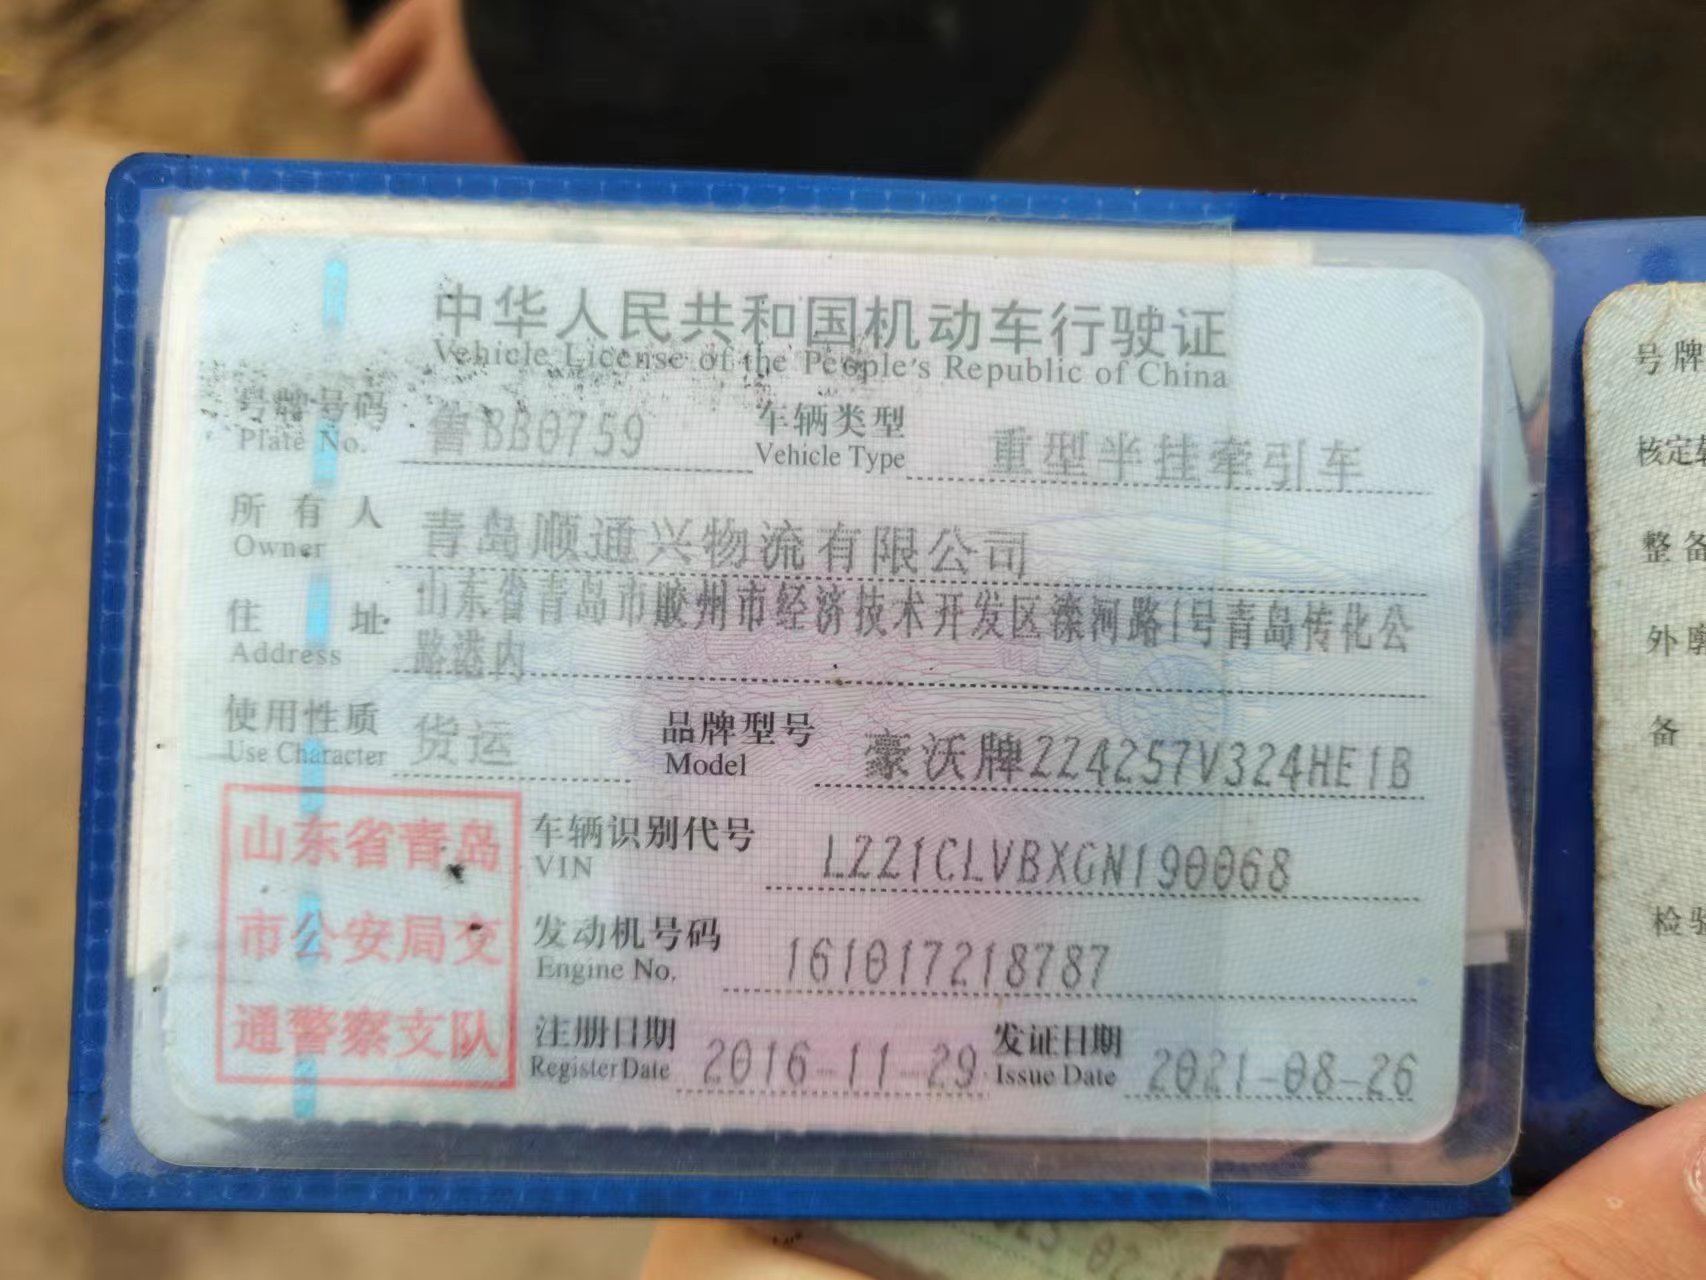 中华人民共和国机动车行驶证
Vehicle License of the People's Republic of China
号牌号码 鲁BB0759 车辆类型 重型半挂牵引车
Plate No. Vehicle Type
所有人 青岛顺通兴物流有限公司
Owner
住址 山东省青岛市胶州市经济技术开发区滦河路1号青岛传化公
Address 路港内
使用性质 货运 品牌型号 豪沃牌ZZ4257V324HE1B
Use Character Model
山东省青岛
市公安局交
通警察支队
车辆识别代号 LZZ1CLVBXGN190068
VIN
发动机号码 161017218787
Engine No.
注册日期 2016-11-29 发证日期 2021-08-26
Register Date Issue Date
号牌
核定
整备
外廓
备
检验